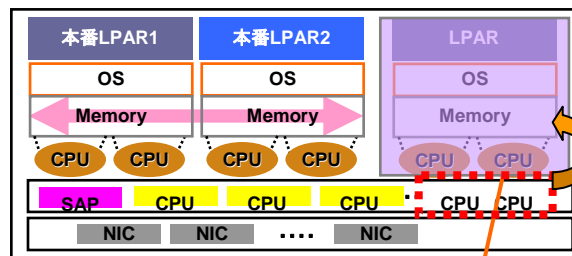 本番LPAR1 本番LPAR2 LPAR
OS OS OS
Memory Memory Memory
CPU CPU CPU CPU CPU CPU
SAP CPU CPU CPU CPU CPU
NIC NIC .... NIC